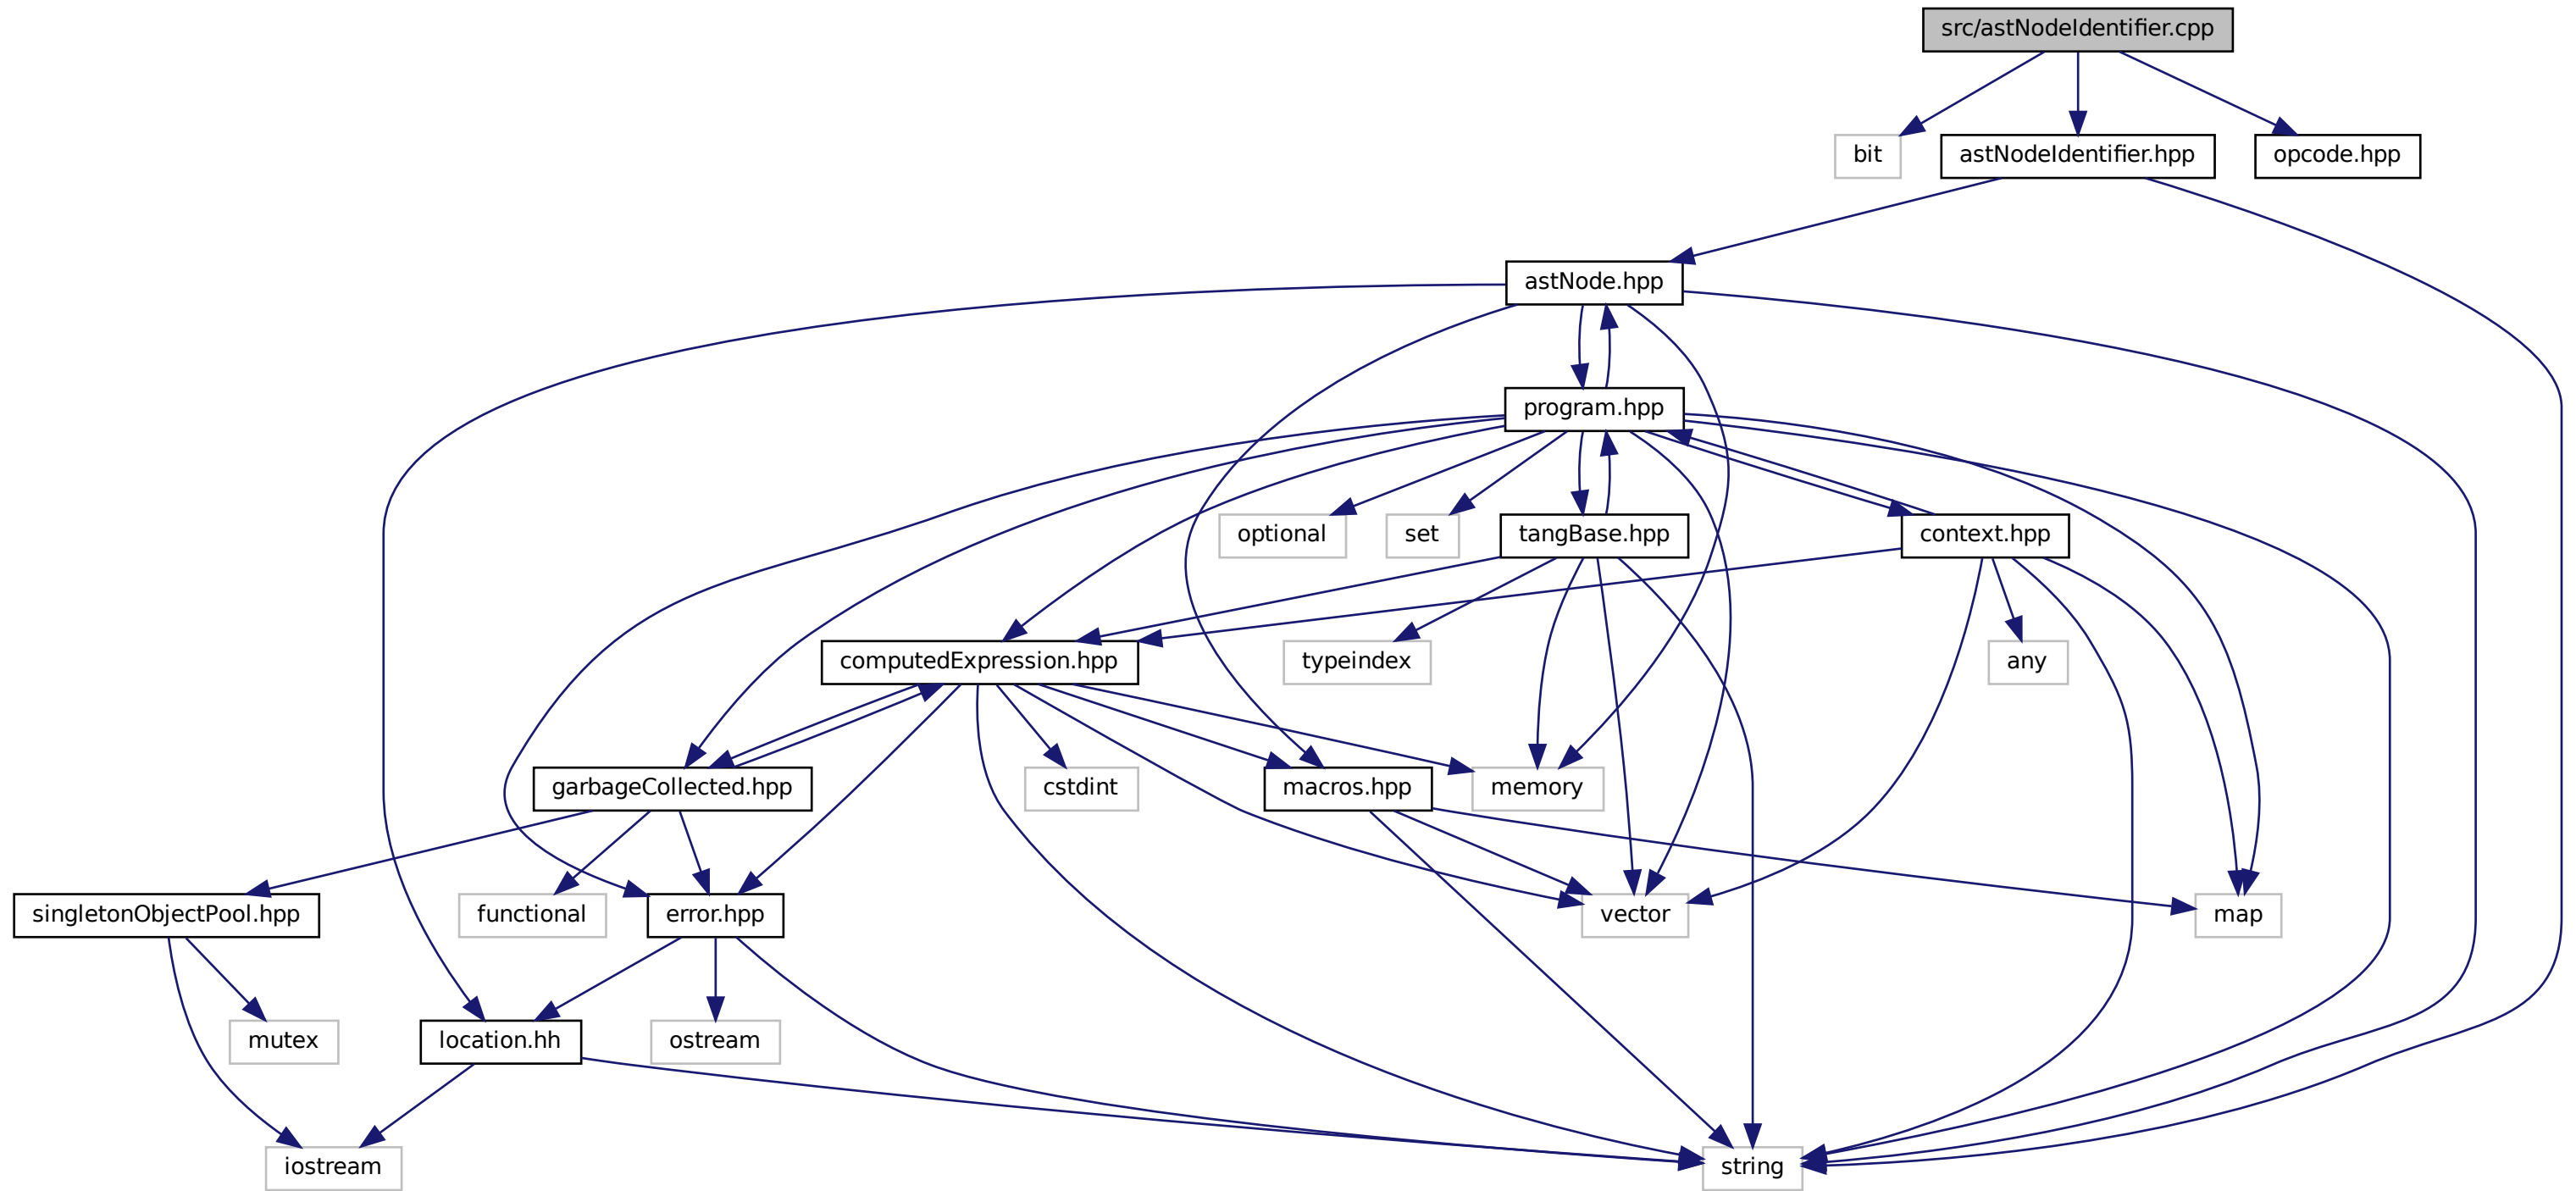 src/astNodeIdentifier.cpp
bit
astNodeIdentifier.hpp
opcode.hpp
astNode.hpp
program.hpp
optional
set
tangBase.hpp
context.hpp
computedExpression.hpp
typeindex
any
garbageCollected.hpp
cstdint
macros.hpp
memory
singletonObjectPool.hpp
functional
error.hpp
vector
map
mutex
location.hh
ostream
iostream
string